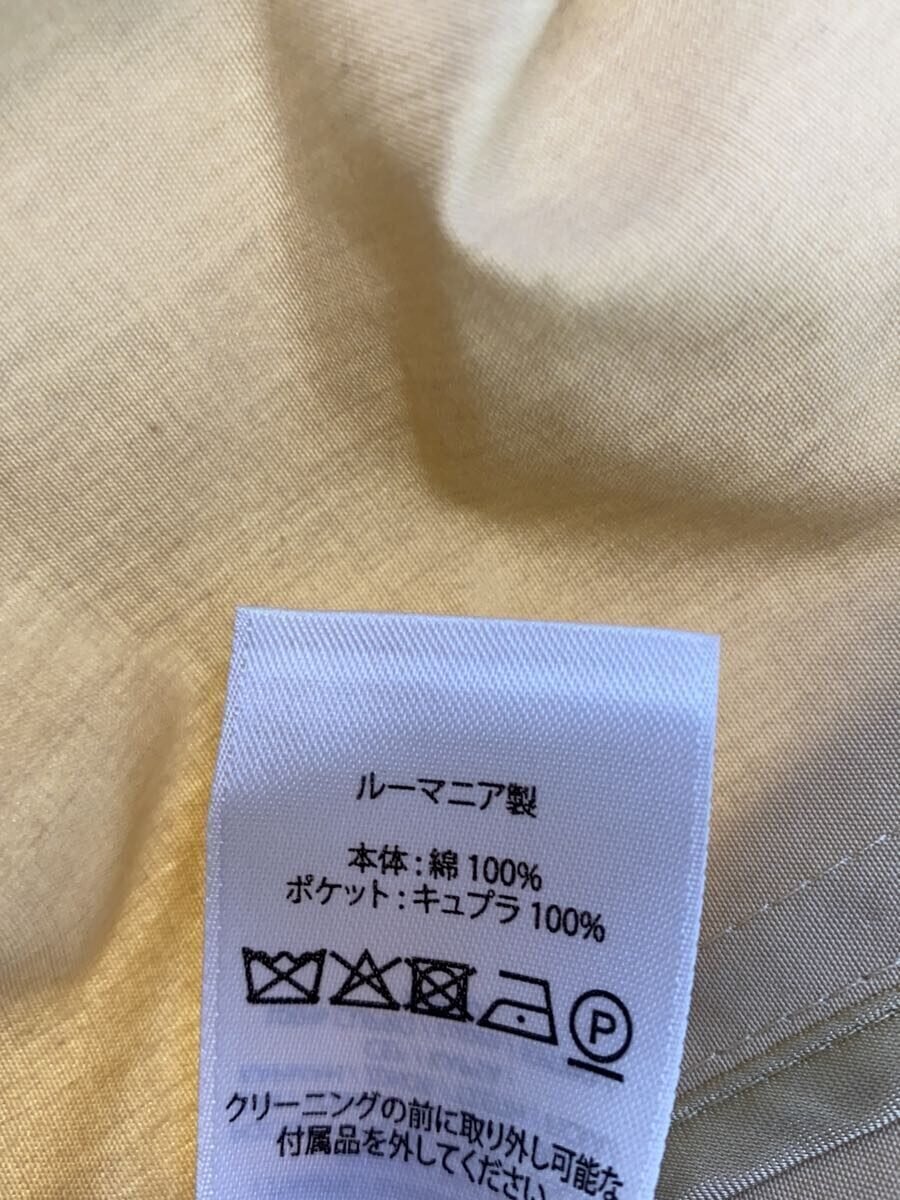 ルーマニア製
本体：綿 100%
ポケット：キュプラ 100%
P
クリーニングの前に取り外し可能な
付属品を外してください。